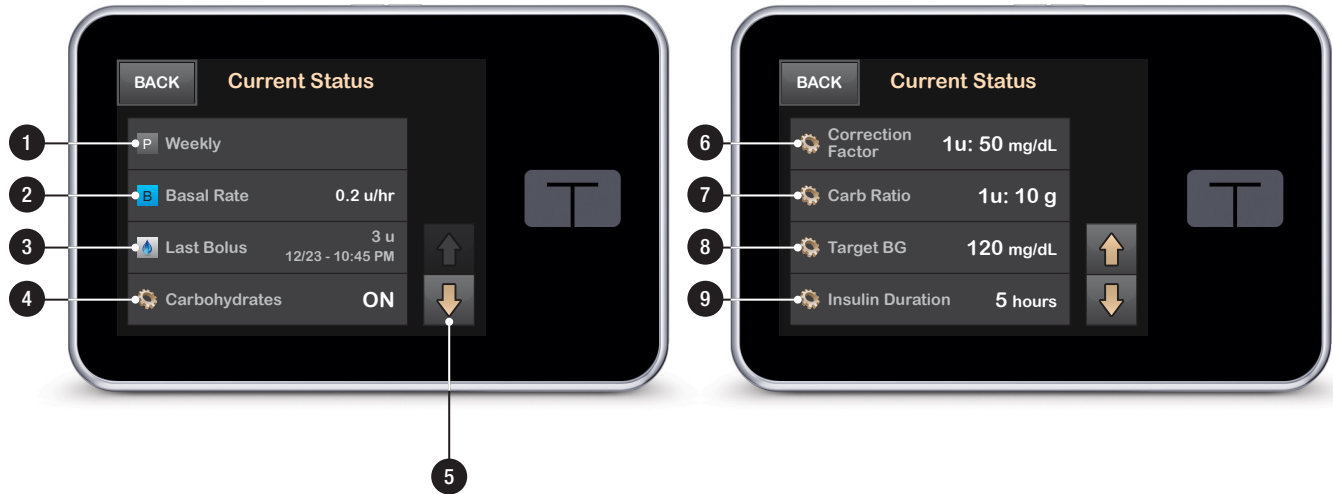 BACK
Current Status
1
P Weekly
2
B Basal Rate 0.2 u/hr
3
Last Bolus 3 u
12/23 - 10:45 PM
4
Carbohydrates ON
5
BACK
Current Status
6
Correction
Factor 1u: 50 mg/dL
7
Carb Ratio 1u: 10 g
8
Target BG 120 mg/dL
9
Insulin Duration 5 hours